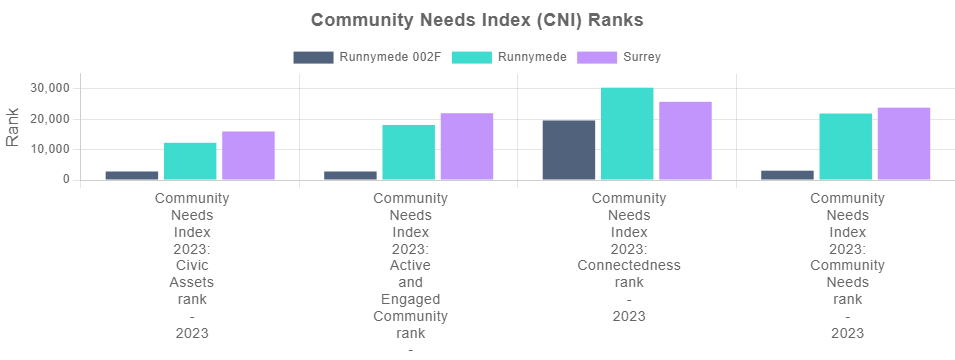 Community Needs Index (CNI) Ranks
Runnymede 002F Runnymede Surrey
Rank
30,000
20,000
10,000
0
Community
Needs
Index
2023:
Civic
Assets
rank
-
2023
Community
Needs
Index
2023:
Active
and
Engaged
Community
rank
-
Community
Needs
Index
2023:
Connectedness
rank
-
2023
Community
Needs
Index
2023:
Community
Needs
rank
-
2023